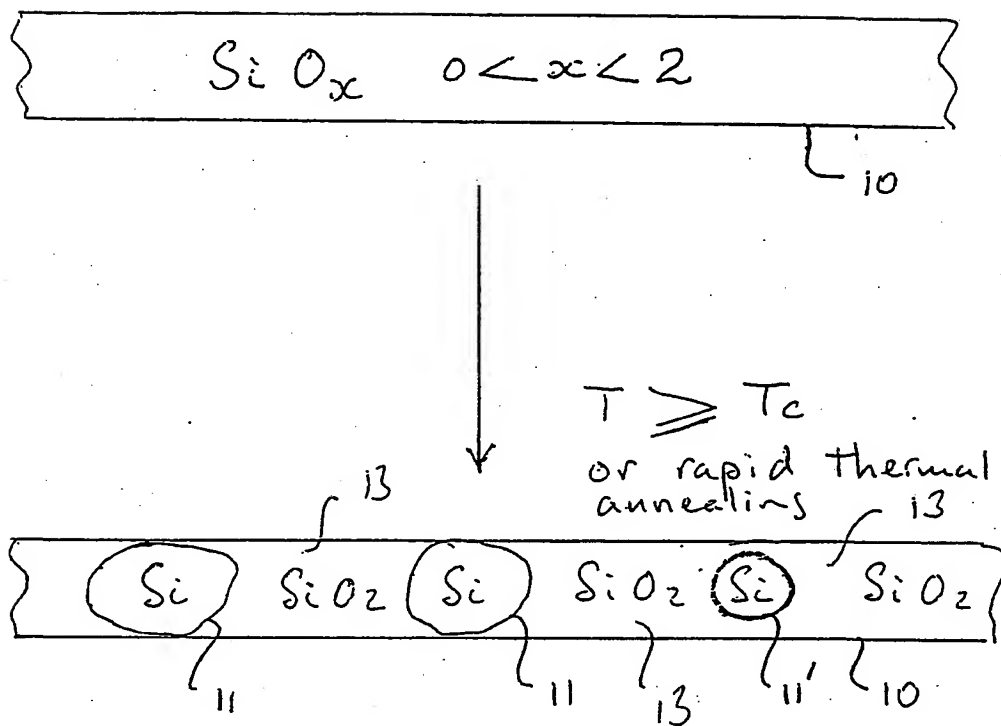 SiOx 0<x<2
10
T ≥ Tc
or rapid thermal
annealing
13
13
Si SiO2 Si SiO2 Si SiO2
11
11
13
11'
10